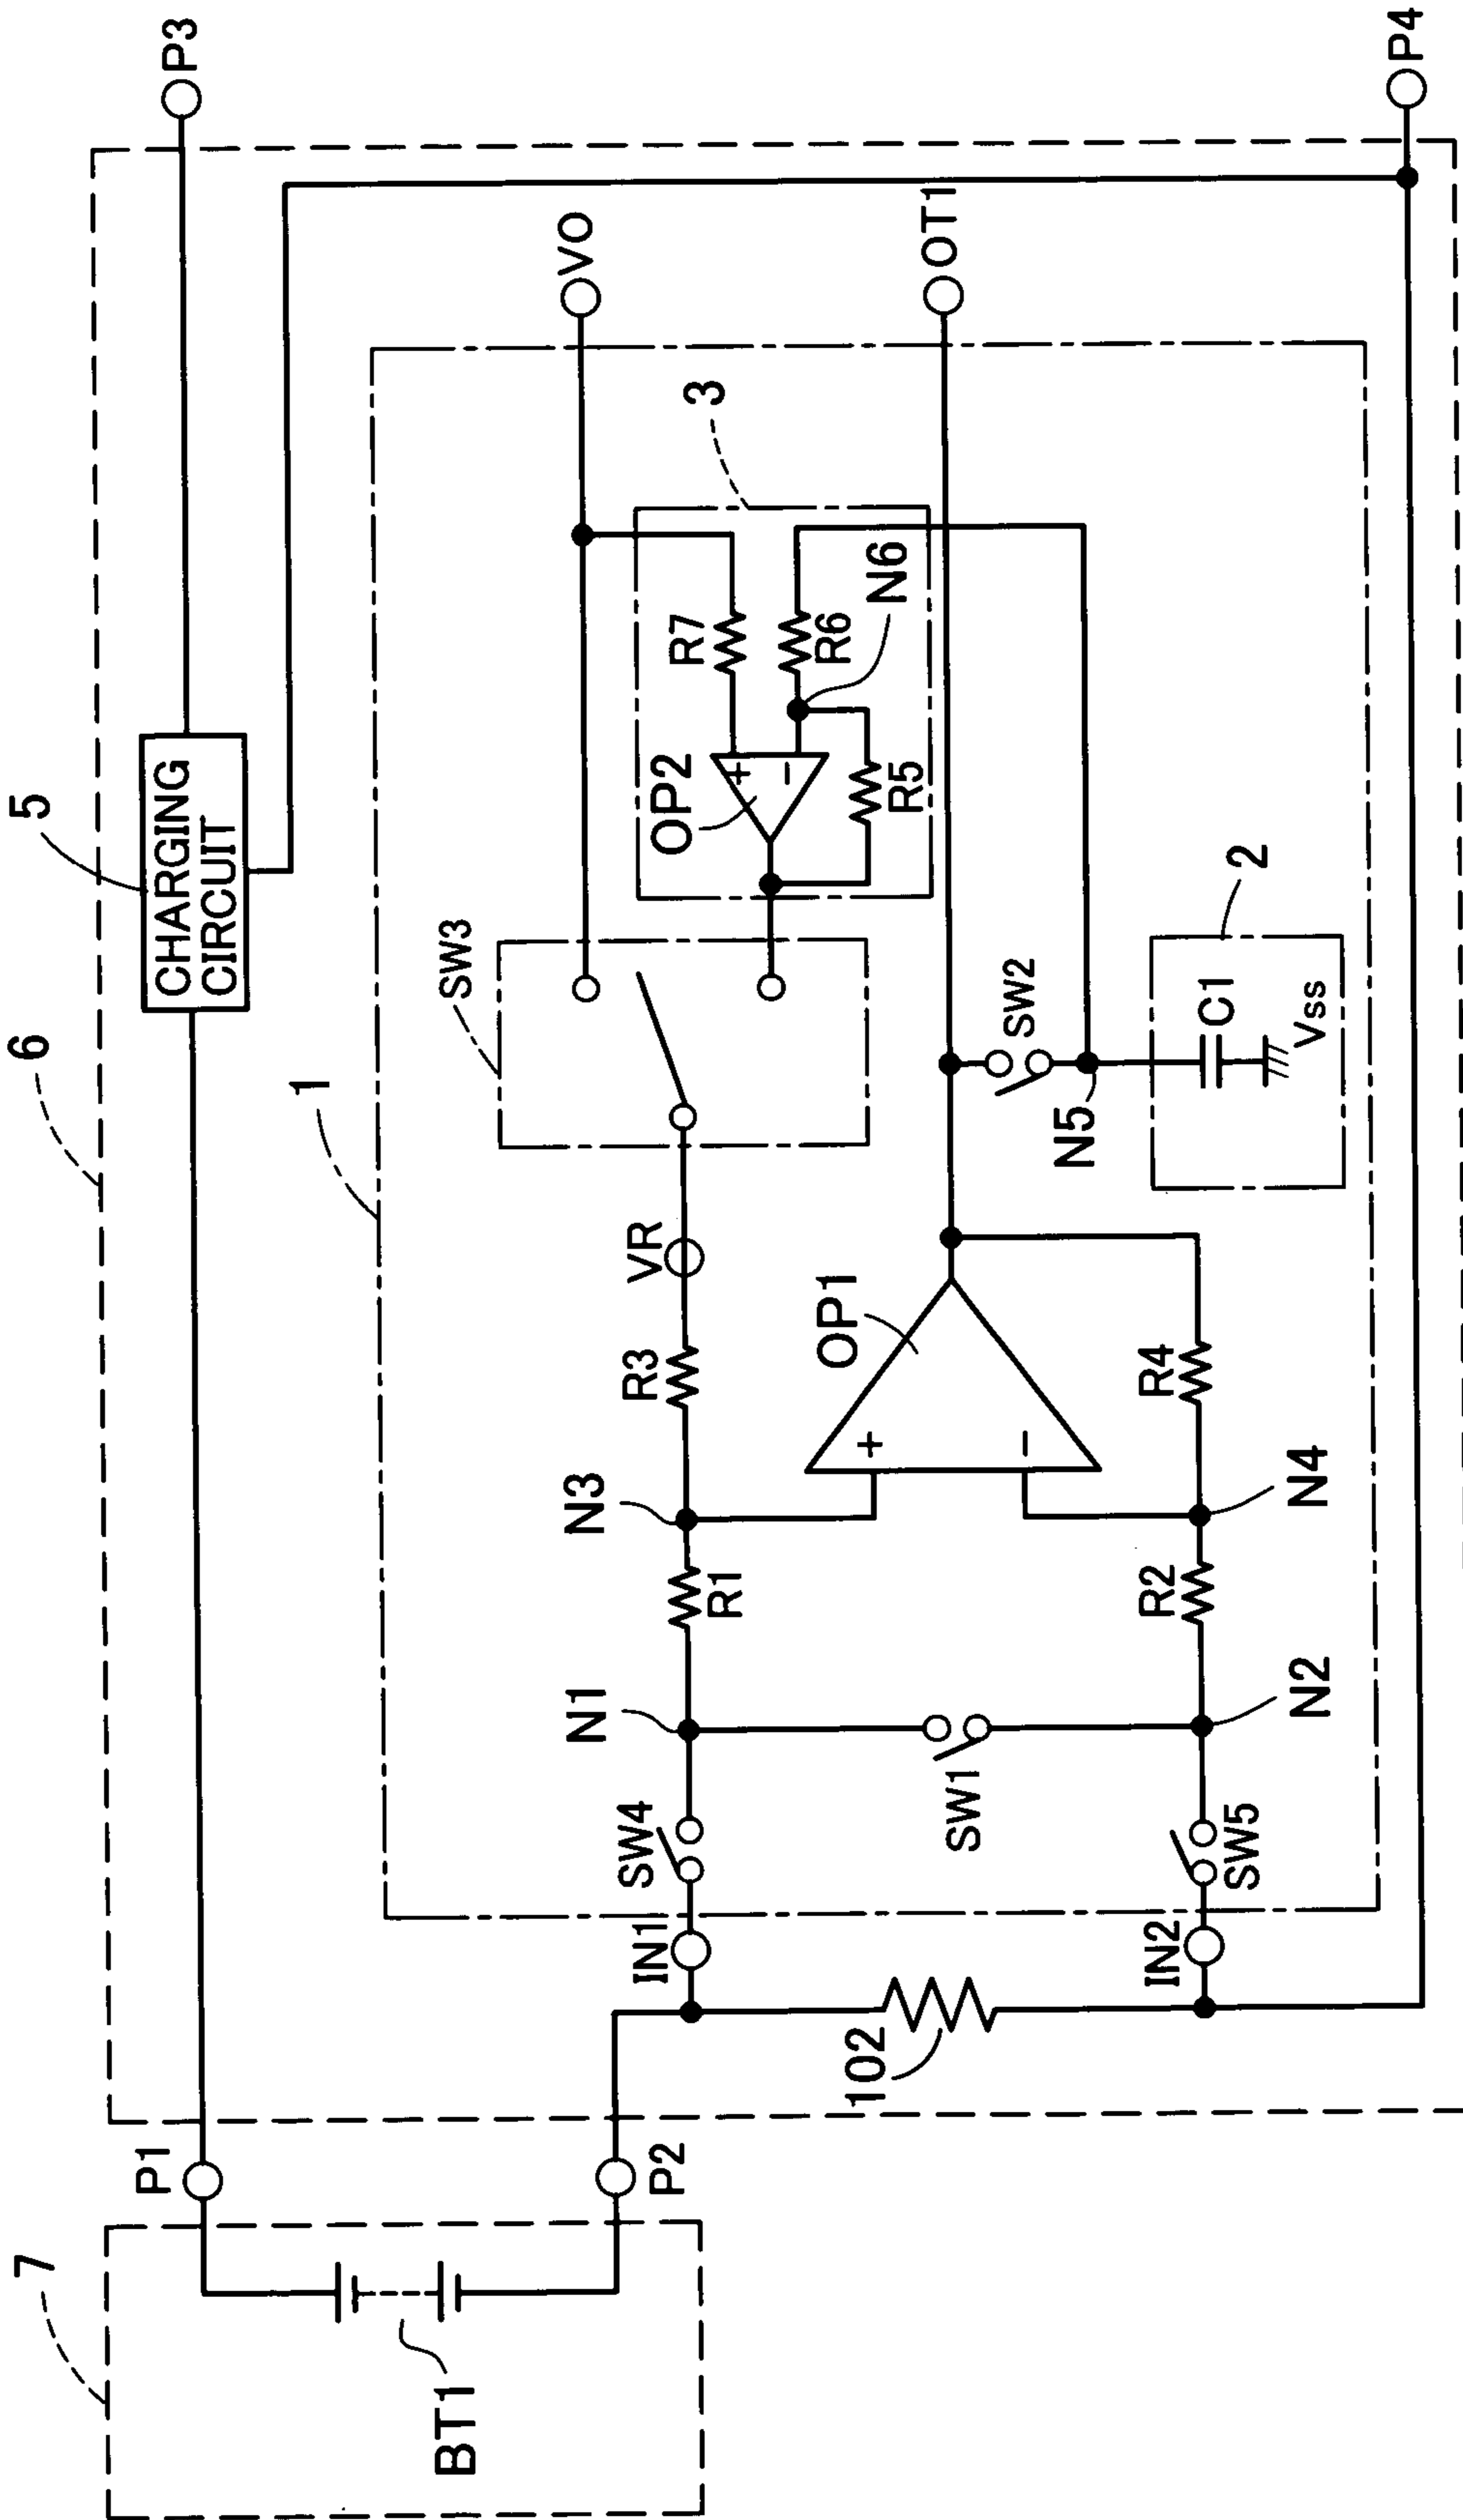 7
BT1
P1
P2
6
5
CHARGING
CIRCUIT
P3
P4
1
102
IN1
IN2
SW4
SW5
N1
N2
SW1
R1
R2
N3
N4
R3
R4
OP1
+
−
VR
SW3
N5
SW2
2
C1
Vss
OP2
+
−
R5
R7
R6
N6
3
VO
OT1